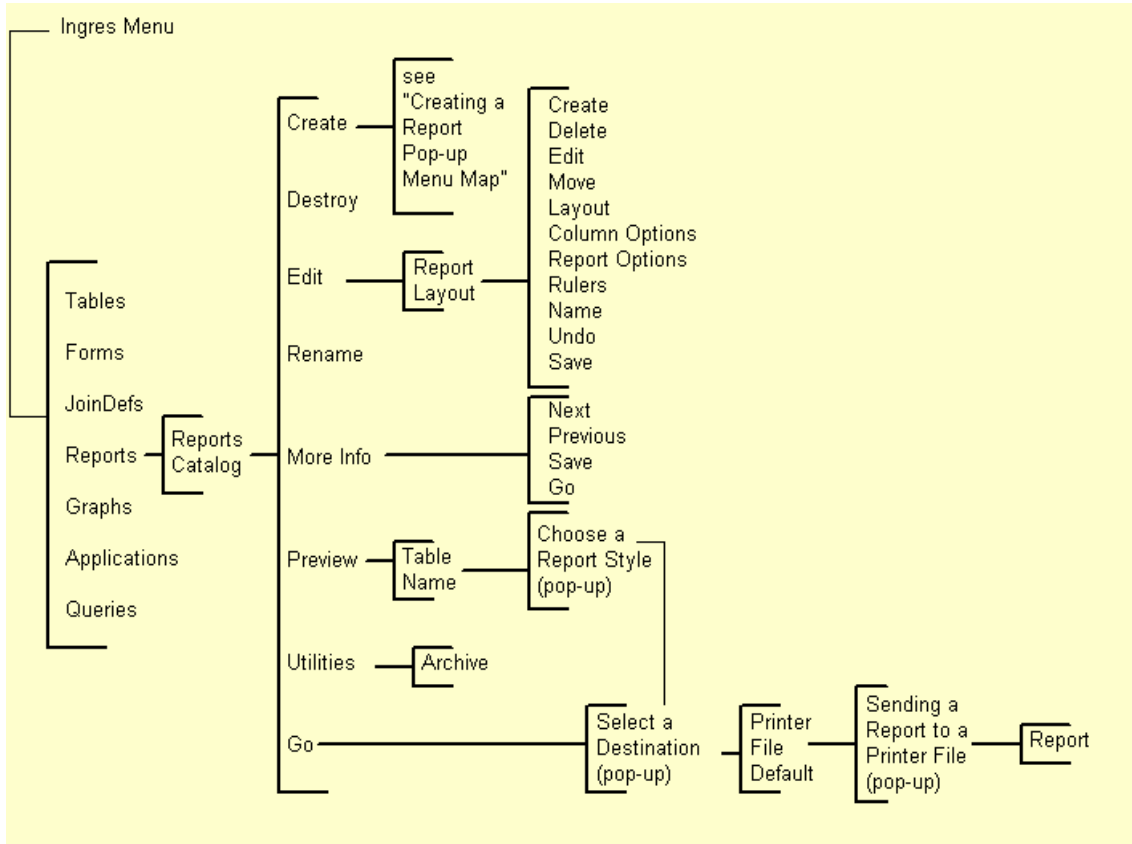 Ingres Menu
Tables
Forms
JoinDefs
Reports
Graphs
Applications
Queries
Reports
Catalog
Create
Destroy
Edit
Rename
More Info
Preview
Utilities
Go
see
"Creating a
Report
Pop-up
Menu Map"
Report
Layout
Create
Delete
Edit
Move
Layout
Column Options
Report Options
Rulers
Name
Undo
Save
Next
Previous
Save
Go
Table
Name
Choose a
Report Style
(pop-up)
Archive
Select a
Destination
(pop-up)
Printer
File
Default
Sending a
Report to a
Printer File
(pop-up)
Report